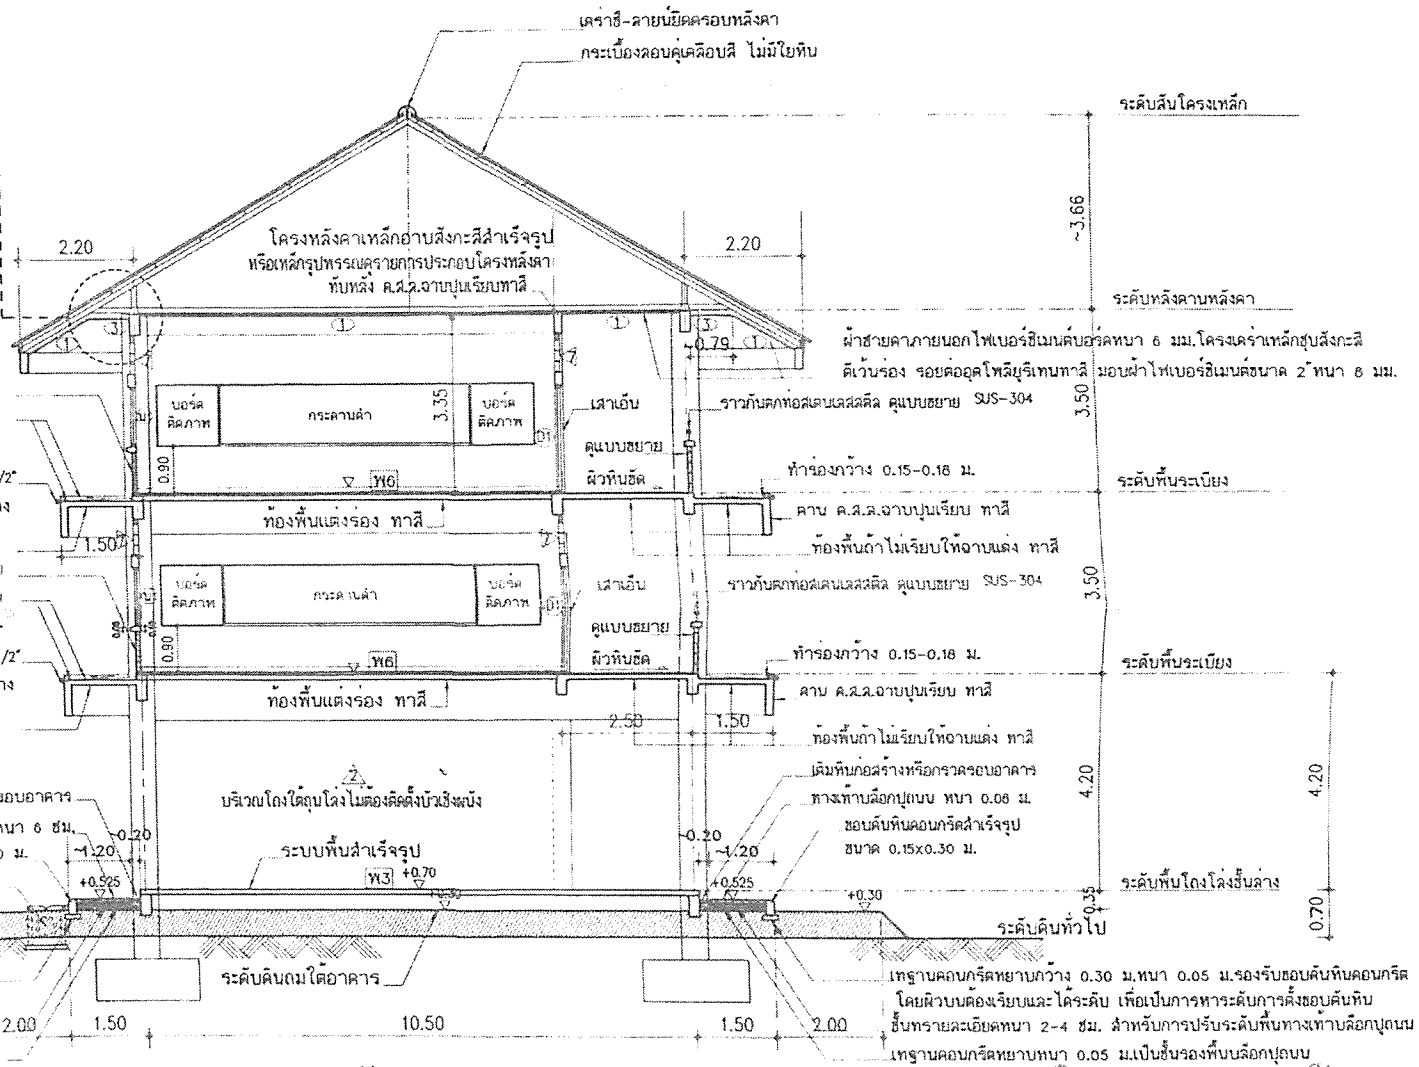 เคร่าซี-ลายน์ยึดครอบหลังคา
กระเบื้องลอนคู่เคลือบสี ไม่มีใยหิน
ระดับสันโครงเหล็ก
~3.66
2.20
โครงหลังคาเหล็กอาบสังกะสีสำเร็จรูป
หรือเหล็กรูปพรรณดูรายการประกอบโครงหลังคา
ทับหลัง ค.ส.ล.ฉาบปูนเรียบทาสี
2.20
ระดับหลังคานหลังคา
1
3
1
1
3
1
~0.79
ฝ้าชายคาภายนอกไฟเบอร์ซิเมนต์บอร์ดหนา 6 มม.โครงเคร่าเหล็กชุบสังกะสี
ตีเว้นร่อง รอยต่ออุดโพลียูริเทนทาสี มอบฝ้าไฟเบอร์ซิเมนต์ขนาด 2" หนา 8 มม.
3.50
บอร์ด
ติดภาพ
กระดานดำ
3.35
บอร์ด
ติดภาพ
เสาเอ็น
ราวกันตกท่อสเตนเลสสตีล ดูแบบขยาย SUS-304
ดูแบบขยาย
0.90
W6
ผิวหินขัด
ทำร่องกว้าง 0.15-0.18 ม.
ระดับพื้นระเบียง
/2"
ท้องพื้นแต่งร่อง ทาสี
คาน ค.ส.ล.ฉาบปูนเรียบ ทาสี
1.50
ท้องพื้นถ้าไม่เรียบให้ฉาบแต่ง ทาสี
3.50
บอร์ด
ติดภาพ
กระดานดำ
บอร์ด
ติดภาพ
เสาเอ็น
ราวกันตกท่อสเตนเลสสตีล ดูแบบขยาย SUS-304
ดูแบบขยาย
0.90
W6
ผิวหินขัด
ทำร่องกว้าง 0.15-0.18 ม.
ระดับพื้นระเบียง
/2"
ท้องพื้นแต่งร่อง ทาสี
คาน ค.ส.ล.ฉาบปูนเรียบ ทาสี
2.50
1.50
ท้องพื้นถ้าไม่เรียบให้ฉาบแต่ง ทาสี
2
บริเวณโถงใต้ถุนโล่งไม่ต้องติดตั้งบัวเชิงผนัง
เติมหินก่อสร้างหรือกรวดรอบอาคาร
ทางเท้าบล๊อกปูถนน หนา 0.06 ม.
ขอบคันหินคอนกรีตสำเร็จรูป
ขนาด 0.15x0.30 ม.
4.20
4.20
อบอาคาร
หนา 6 ซม.
ม.
~0.20
~1.20
ระบบพื้นสำเร็จรูป
~0.20
~1.20
+0.525
W3
+0.70
+0.525
+0.30
ระดับพื้นโถงโล่งชั้นล่าง
0.35
0.70
ระดับดินทั่วไป
ระดับดินถมใต้อาคาร
เทฐานคอนกรีตหยาบกว้าง 0.30 ม.หนา 0.05 ม.รองรับขอบคันหินคอนกรีต
โดยผิวบนต้องเรียบและได้ระดับ เพื่อเป็นการหาระดับการตั้งขอบคันหิน
ชั้นทรายละเอียดหนา 2-4 ซม. สำหรับการปรับระดับพื้นทางเท้าบล๊อกปูถนน
เทฐานคอนกรีตหยาบหนา 0.05 ม.เป็นชั้นรองพื้นบล๊อกปูถนน
2.00
1.50
10.50
1.50
2.00